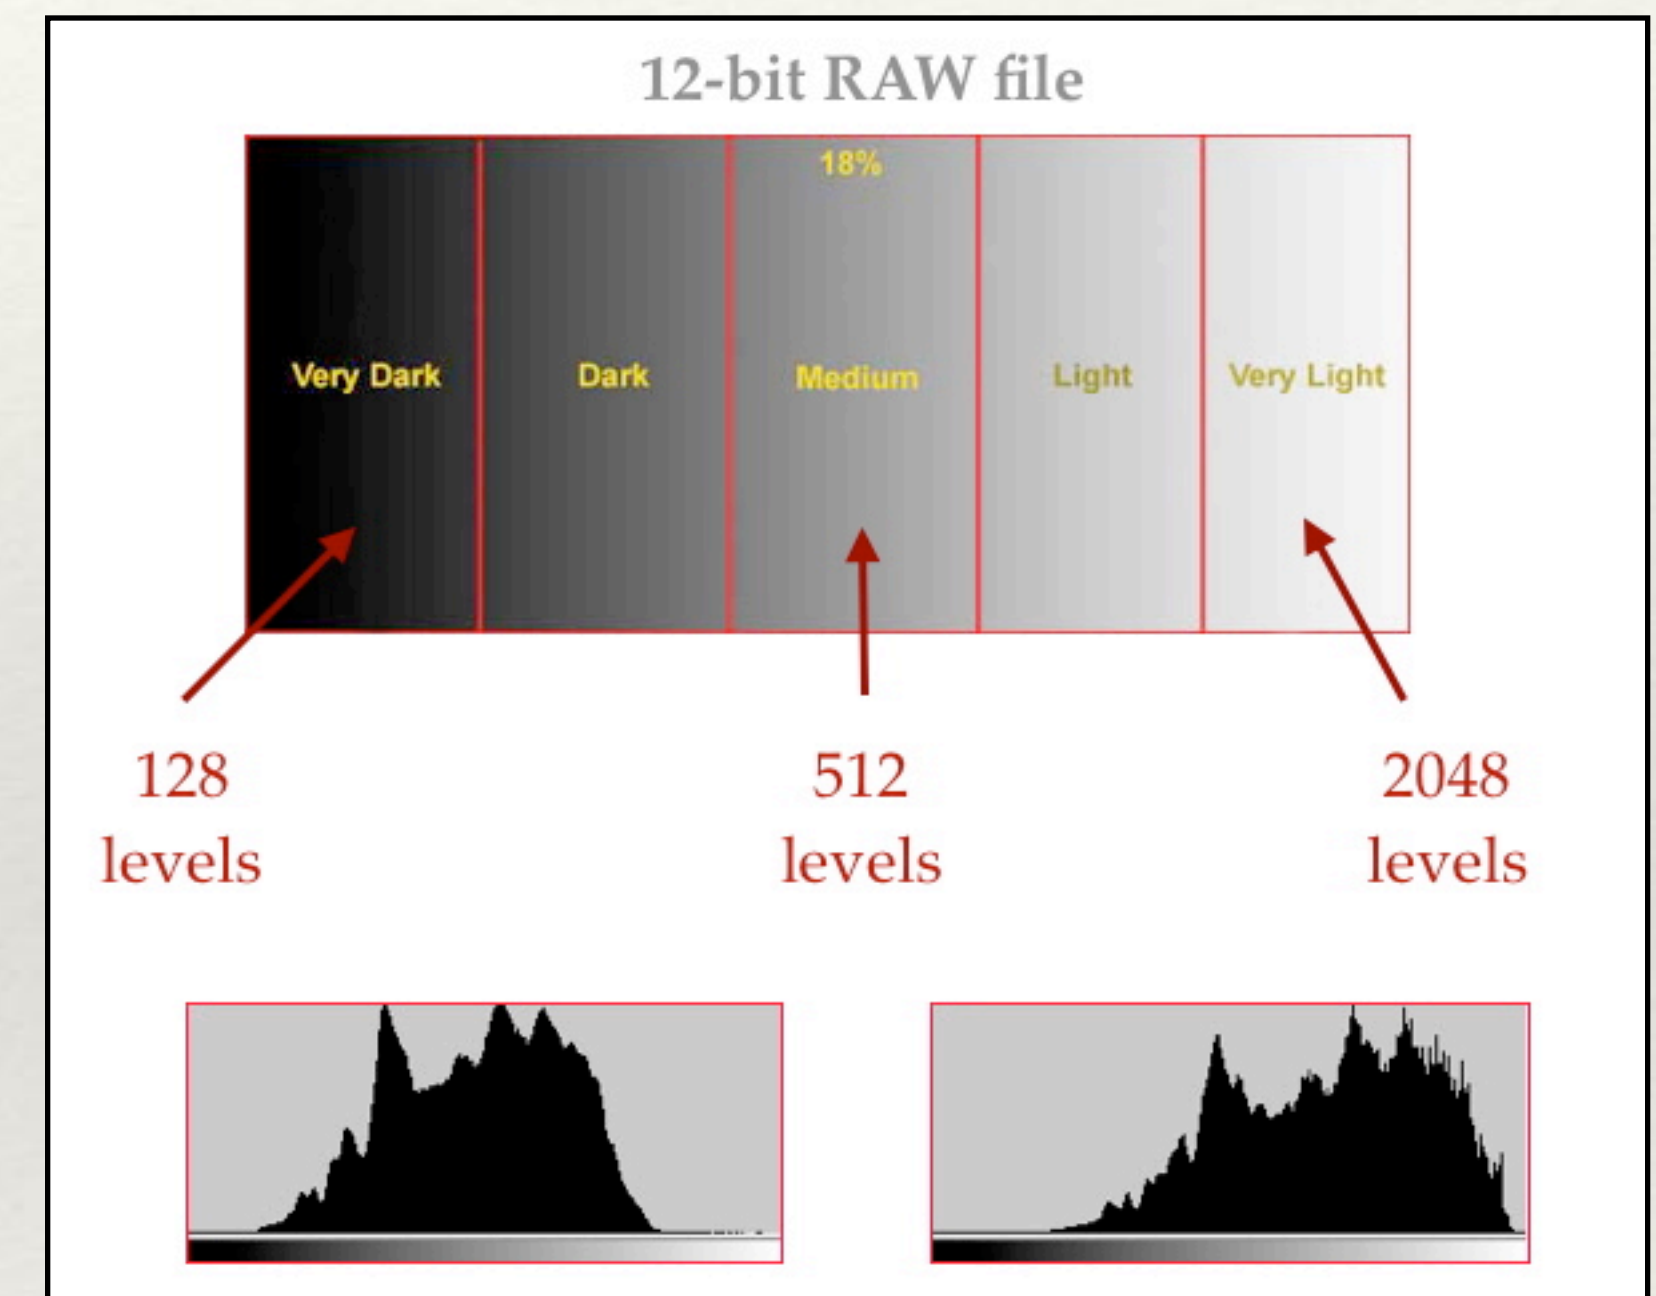 12-bit RAW file
18%
Very Dark
Dark
Medium
Light
Very Light
128
levels
512
levels
2048
levels